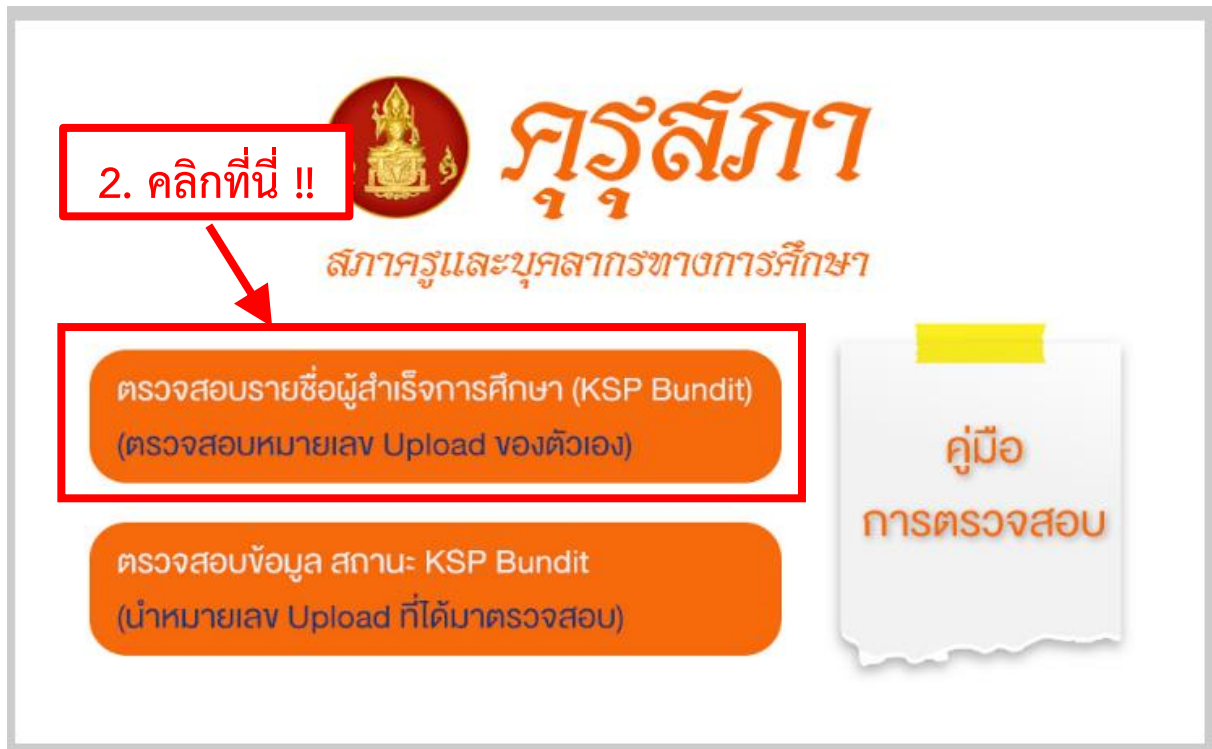 คุรุสภา
2. คลิกที่นี่ !!
สภาครูและบุคลากรทางการศึกษา
ตรวจสอบรายชื่อผู้สำเร็จการศึกษา (KSP Bundit)
(ตรวจสอบหมายเลข Upload ของตัวเอง)
ตรวจสอบข้อมูล สถานะ KSP Bundit
(นำหมายเลข Upload ที่ได้มาตรวจสอบ)
คู่มือ
การตรวจสอบ